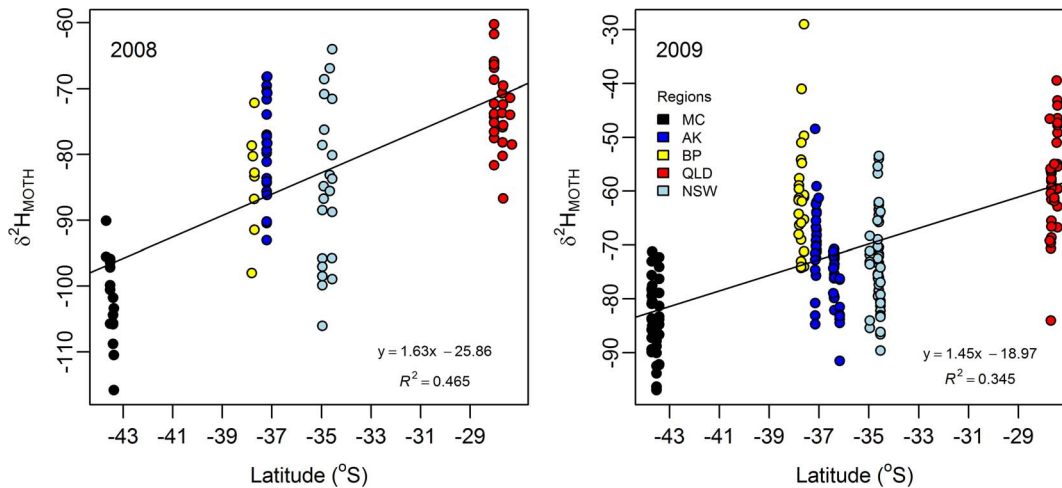 2008
δ²H_MOTH
-60
-70
-80
-90
-100
-110
y = 1.63x − 25.86
R² = 0.465
-43 -41 -39 -37 -35 -33 -31 -29
Latitude (°S)
2009
δ²H_MOTH
-30
-40
-50
-60
-70
-80
-90
Regions
MC
AK
BP
QLD
NSW
y = 1.45x − 18.97
R² = 0.345
-43 -41 -39 -37 -35 -33 -31 -29
Latitude (°S)